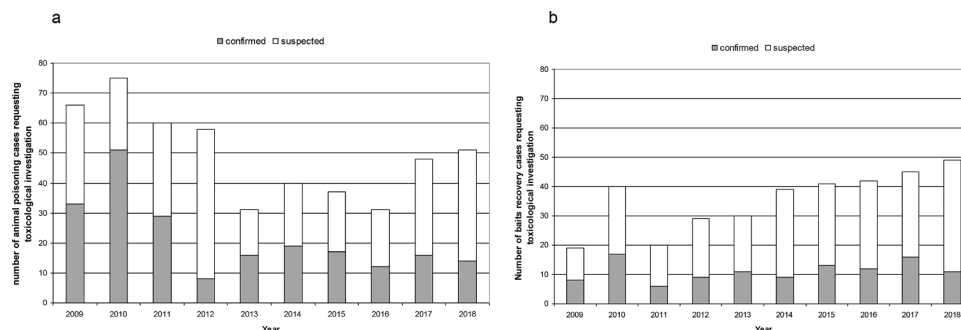 a
confirmed suspected
number of animal poisoning cases requesting
toxicological investigation
80
70
60
50
40
30
20
10
0
2009 2010 2011 2012 2013 2014 2015 2016 2017 2018
Year
b
confirmed suspected
Number of baits recovery cases requesting
toxicological investigation
80
70
60
50
40
30
20
10
0
2009 2010 2011 2012 2013 2014 2015 2016 2017 2018
Year